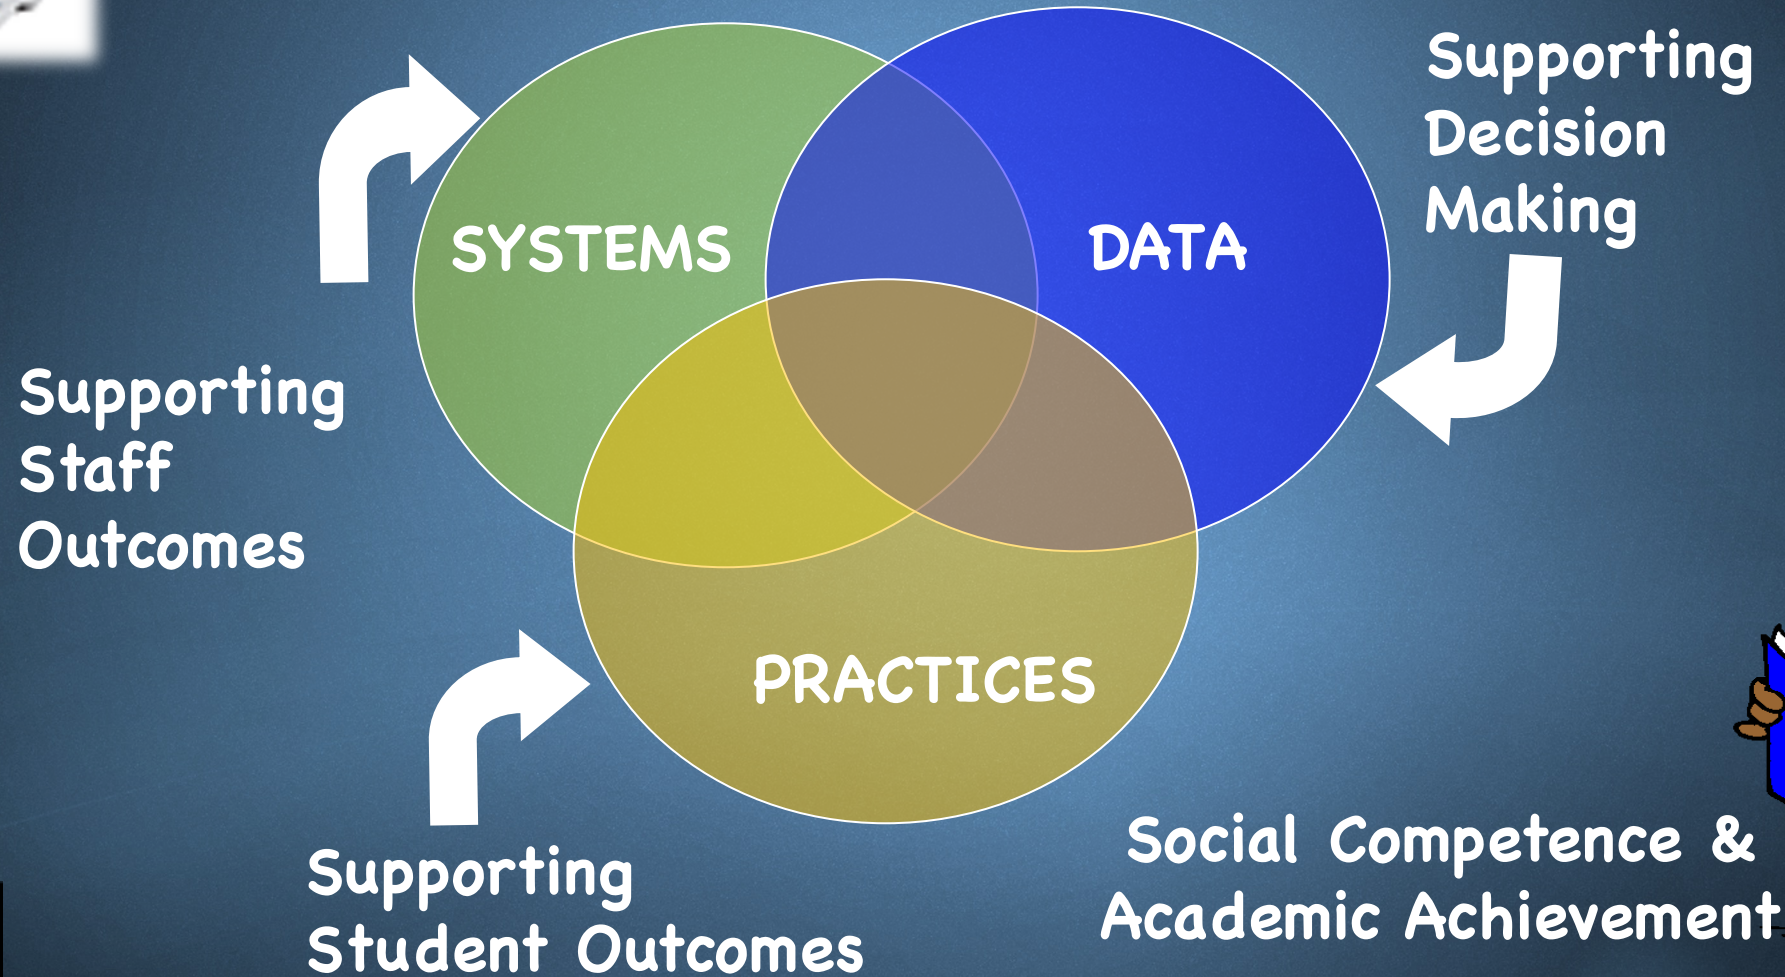 Supporting
Decision
Making
SYSTEMS
DATA
Supporting
Staff
Outcomes
PRACTICES
Supporting
Student Outcomes
Social Competence &
Academic Achievement